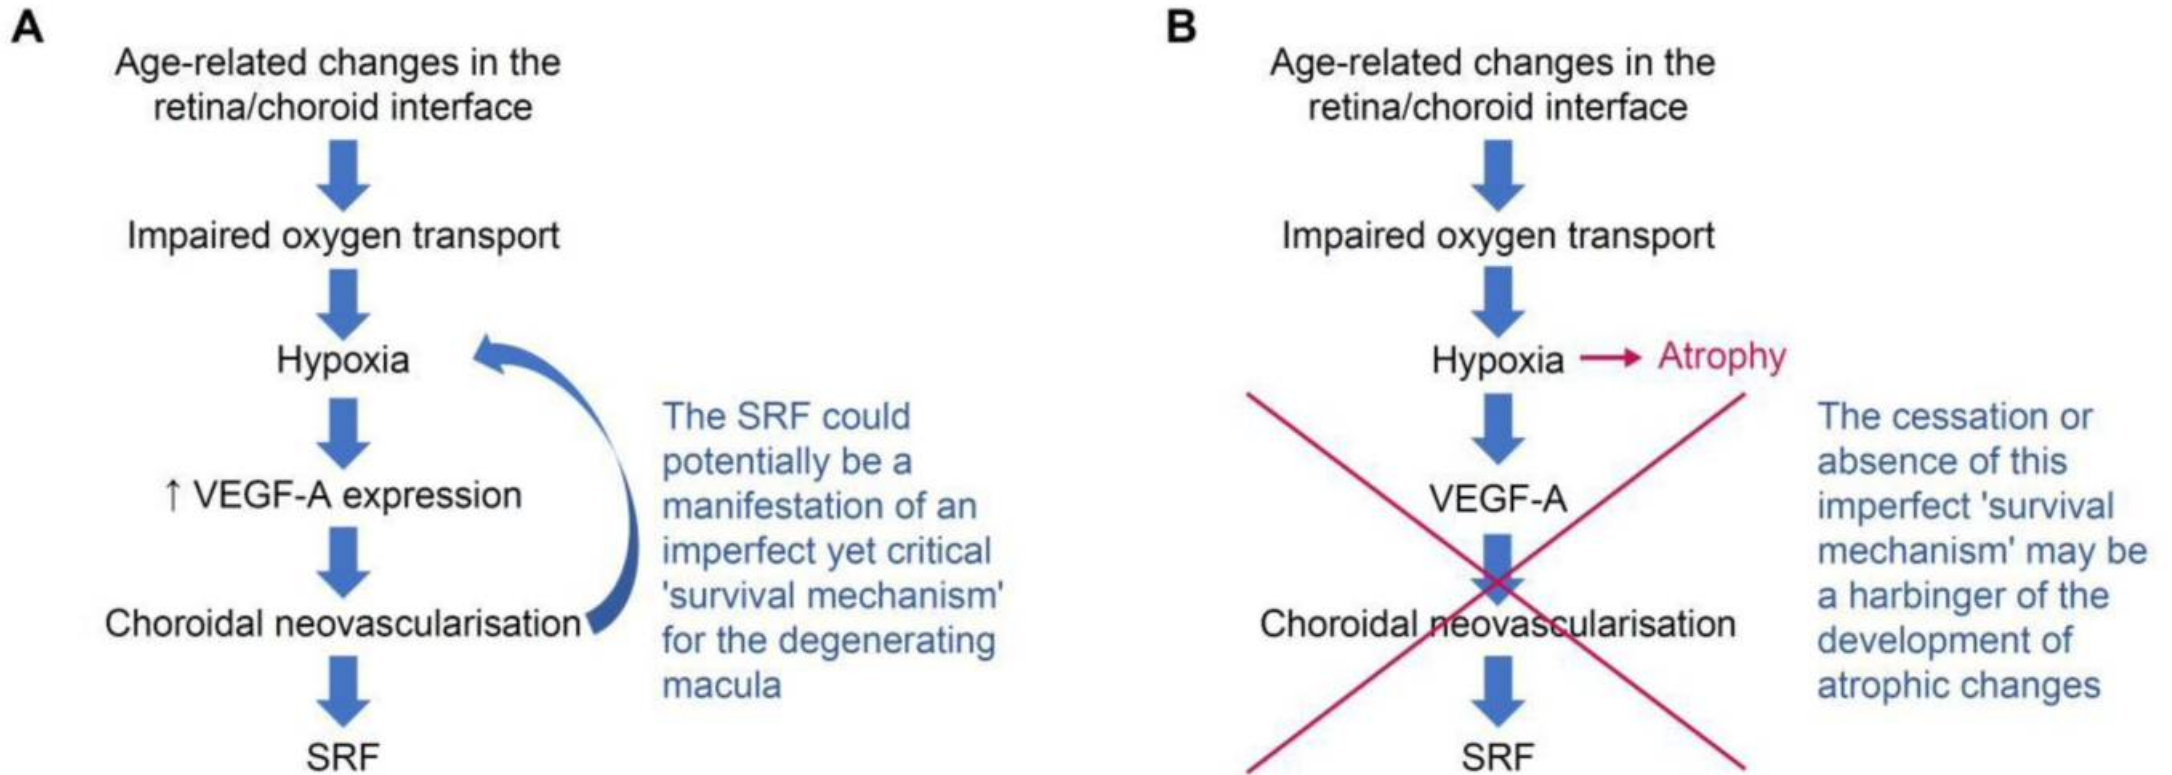 A
Age-related changes in the
retina/choroid interface
Impaired oxygen transport
Hypoxia
↑ VEGF-A expression
Choroidal neovascularisation
SRF
The SRF could
potentially be a
manifestation of an
imperfect yet critical
'survival mechanism'
for the degenerating
macula
B
Age-related changes in the
retina/choroid interface
Impaired oxygen transport
Hypoxia
Atrophy
VEGF-A
Choroidal neovascularisation
SRF
The cessation or
absence of this
imperfect 'survival
mechanism' may be
a harbinger of the
development of
atrophic changes